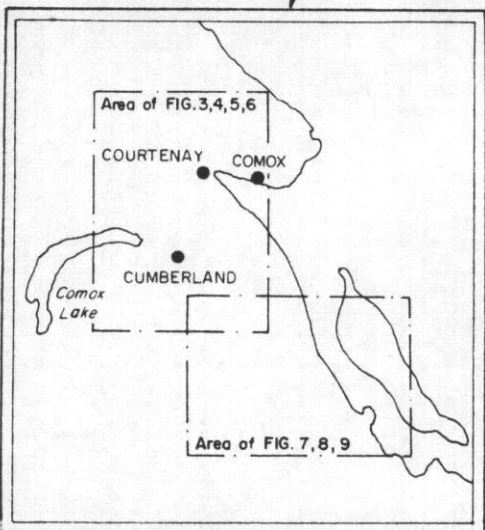 Area of FIG.3,4,5,6
COURTENAY
COMOX
CUMBERLAND
Comox
Lake
Area of FIG. 7, 8, 9